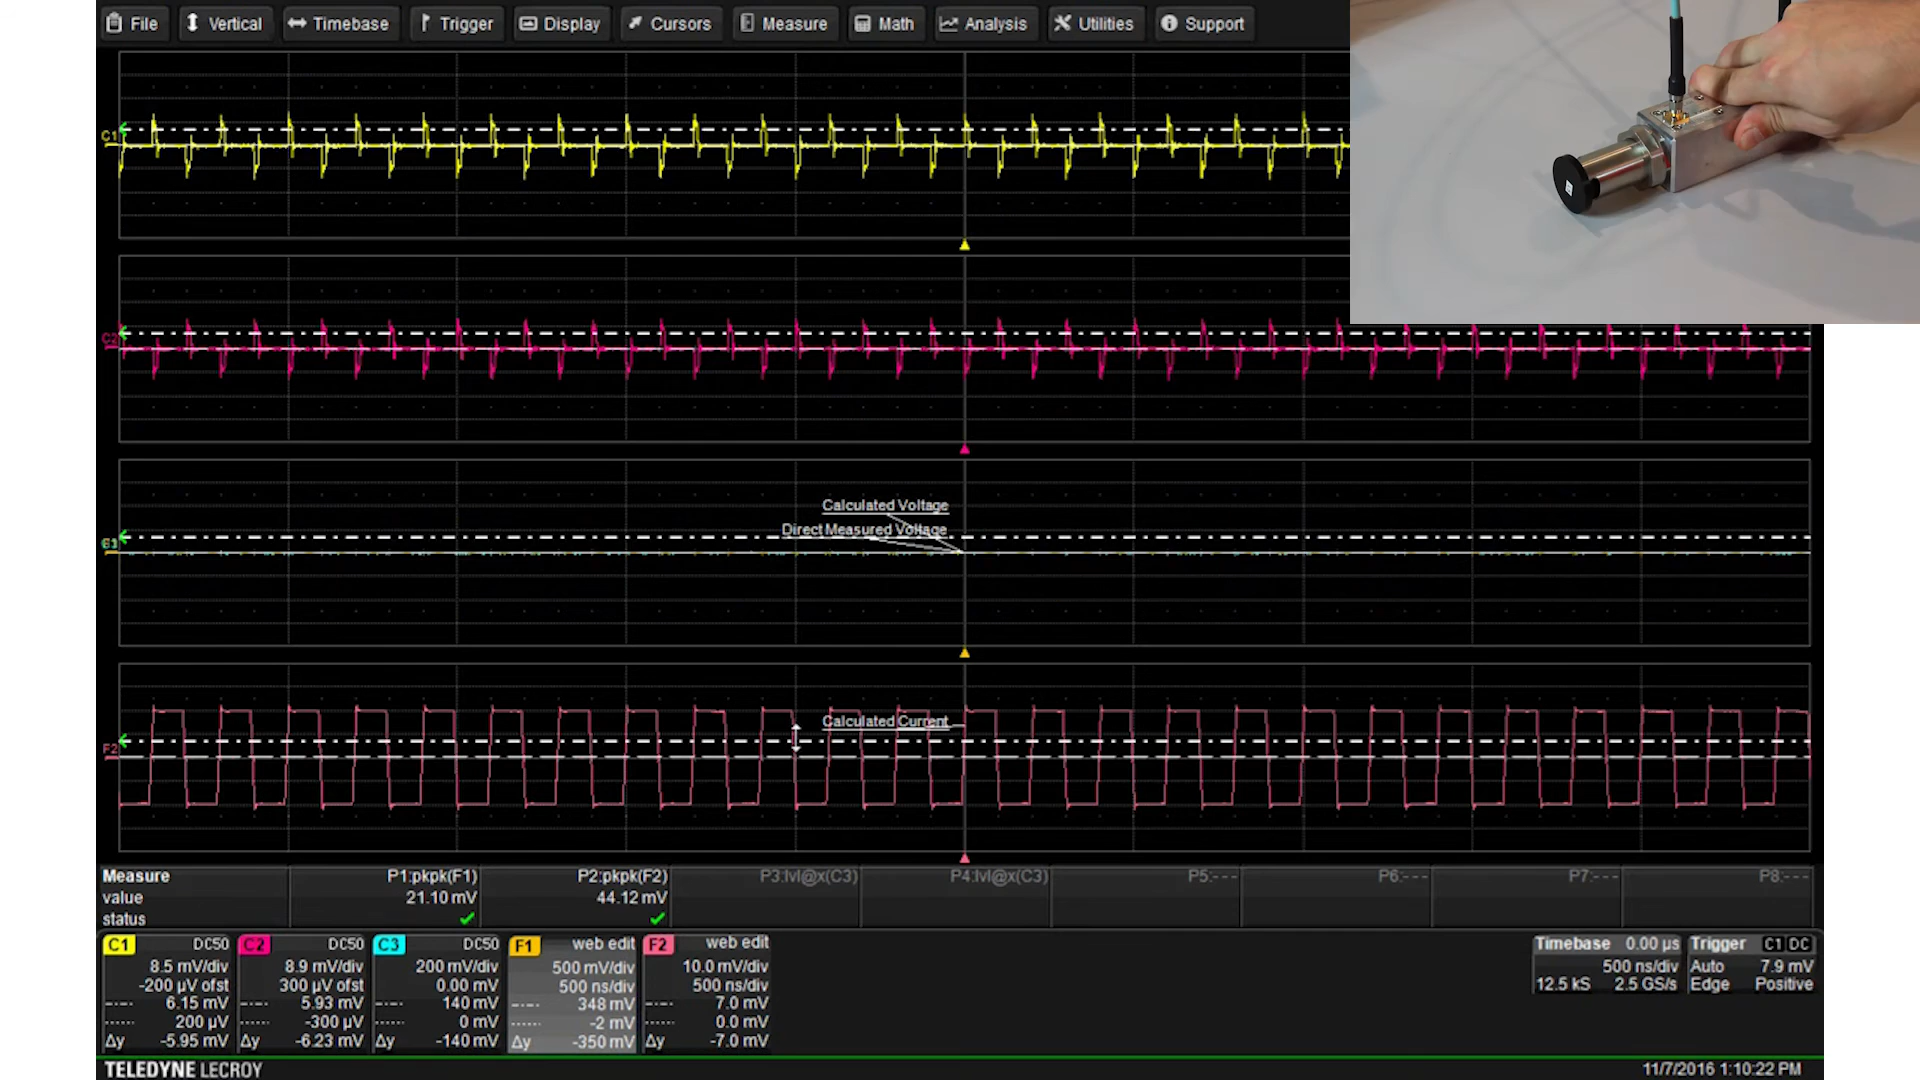 File Vertical Timebase Trigger Display Cursors Measure Math Analysis Utilities Support
C1
C2
Calculated Voltage
Direct Measured Voltage
Calculated Current
F2
Measure P1:pkpk(F1) P2:pkpk(F2) P3:lvl@x(C3) P4:lvl@x(C3) P5:--- P6:--- P7:--- P8:---
value 21.10 mV 44.12 mV
status
C1 DC50 C2 DC50 C3 DC50 F1 web edit F2 web edit Timebase 0.00 µs Trigger C1 DC
8.5 mV/div 8.9 mV/div 200 mV/div 500 mV/div 10.0 mV/div 500 ns/div Auto 7.9 mV
-200 µV ofst 300 µV ofst 0.00 mV 500 ns/div 500 ns/div 12.5 kS 2.5 GS/s Edge Positive
6.15 mV 5.93 mV 140 mV 348 mV 7.0 mV
200 µV -300 µV 0 mV -2 mV 0.0 mV
Δy -5.95 mV Δy -6.23 mV Δy -140 mV Δy -350 mV Δy -7.0 mV
TELEDYNE LECROY 11/7/2016 1:10:22 PM